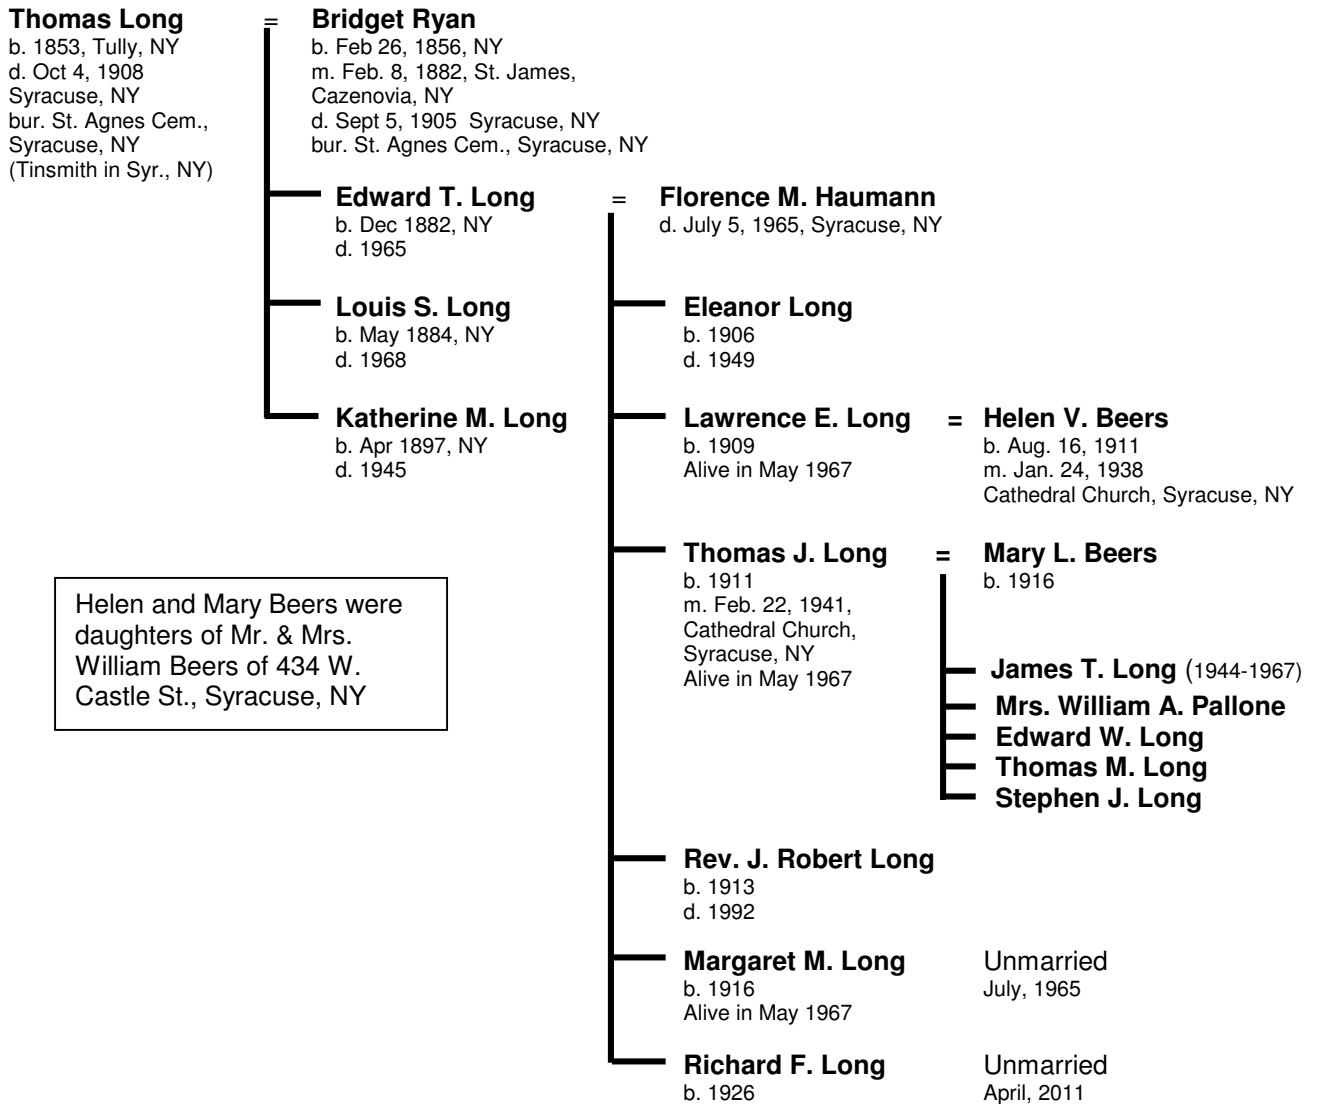 Thomas Long = Bridget Ryan
b. 1853, Tully, NY
d. Oct 4, 1908
Syracuse, NY
bur. St. Agnes Cem.,
Syracuse, NY
(Tinsmith in Syr., NY)
b. Feb 26, 1856, NY
m. Feb. 8, 1882, St. James,
Cazenovia, NY
d. Sept 5, 1905  Syracuse, NY
bur. St. Agnes Cem., Syracuse, NY
Edward T. Long = Florence M. Haumann
b. Dec 1882, NY
d. 1965
d. July 5, 1965, Syracuse, NY
Louis S. Long
b. May 1884, NY
d. 1968
Katherine M. Long
b. Apr 1897, NY
d. 1945
Eleanor Long
b. 1906
d. 1949
Lawrence E. Long = Helen V. Beers
b. 1909
Alive in May 1967
b. Aug. 16, 1911
m. Jan. 24, 1938
Cathedral Church, Syracuse, NY
Thomas J. Long = Mary L. Beers
b. 1911
m. Feb. 22, 1941,
Cathedral Church,
Syracuse, NY
Alive in May 1967
b. 1916
James T. Long (1944-1967)
Mrs. William A. Pallone
Edward W. Long
Thomas M. Long
Stephen J. Long
Helen and Mary Beers were
daughters of Mr. & Mrs.
William Beers of 434 W.
Castle St., Syracuse, NY
Rev. J. Robert Long
b. 1913
d. 1992
Margaret M. Long
b. 1916
Alive in May 1967
Unmarried
July, 1965
Richard F. Long
b. 1926
Unmarried
April, 2011